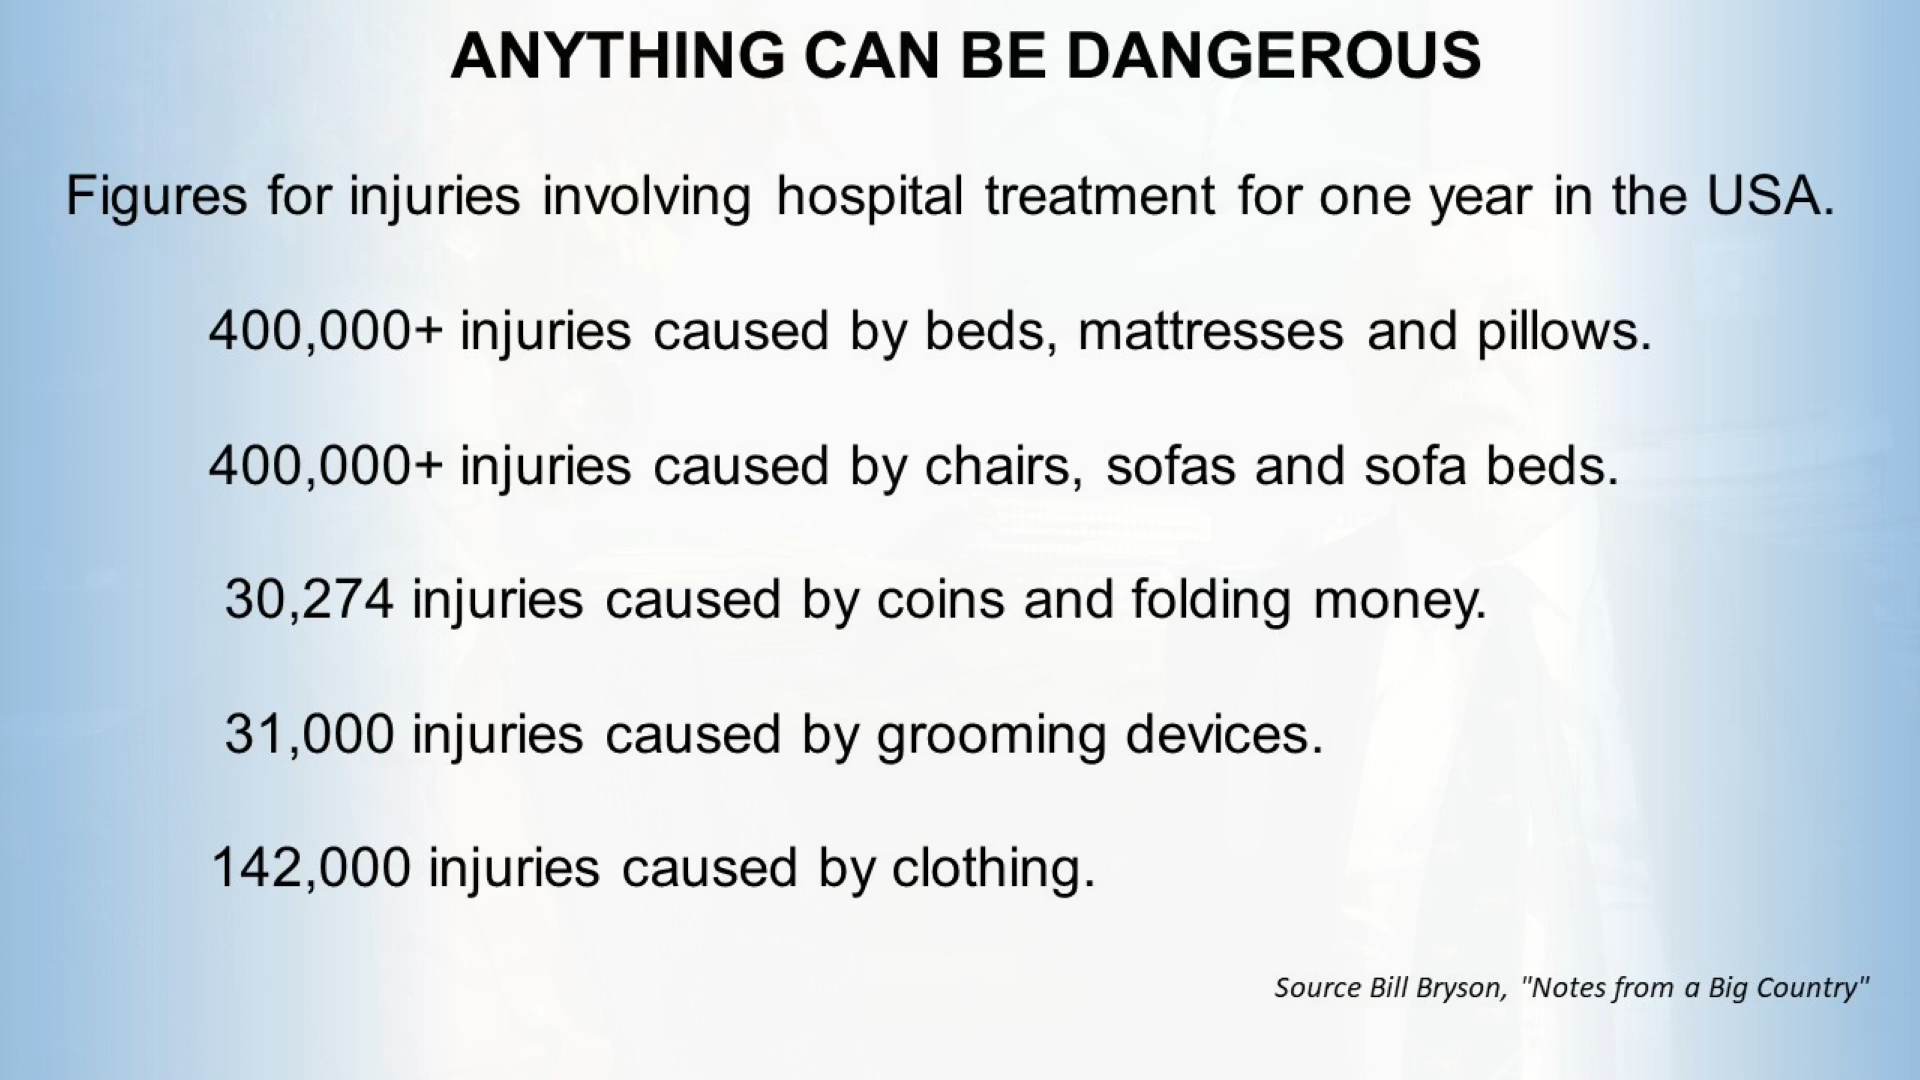 ANYTHING CAN BE DANGEROUS
Figures for injuries involving hospital treatment for one year in the USA.
400,000+ injuries caused by beds, mattresses and pillows.
400,000+ injuries caused by chairs, sofas and sofa beds.
30,274 injuries caused by coins and folding money.
31,000 injuries caused by grooming devices.
142,000 injuries caused by clothing.
Source Bill Bryson, "Notes from a Big Country"